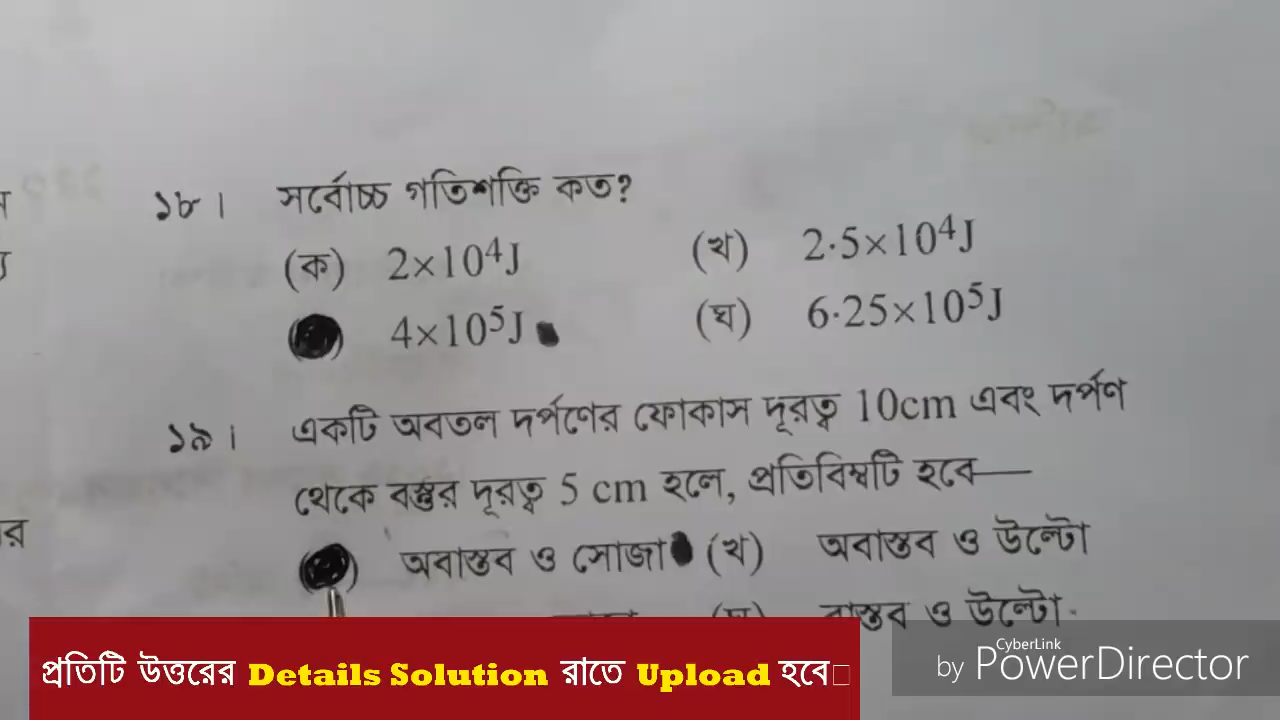 ১৮। সর্বোচ্চ গতিশক্তি কত?
(ক) 2×10⁴J (খ) 2·5×10⁴J
4×10⁵J (ঘ) 6·25×10⁵J
১৯। একটি অবতল দর্পণের ফোকাস দূরত্ব 10cm এবং দর্পণ
থেকে বস্তুর দূরত্ব 5 cm হলে, প্রতিবিম্বটি হবে—
অবাস্তব ও সোজা (খ) অবাস্তব ও উল্টো
(ঘ) বাস্তব ও উল্টো
র
প্রতিটি উত্তরের Details Solution রাতে Upload হবে
CyberLink
by PowerDirector